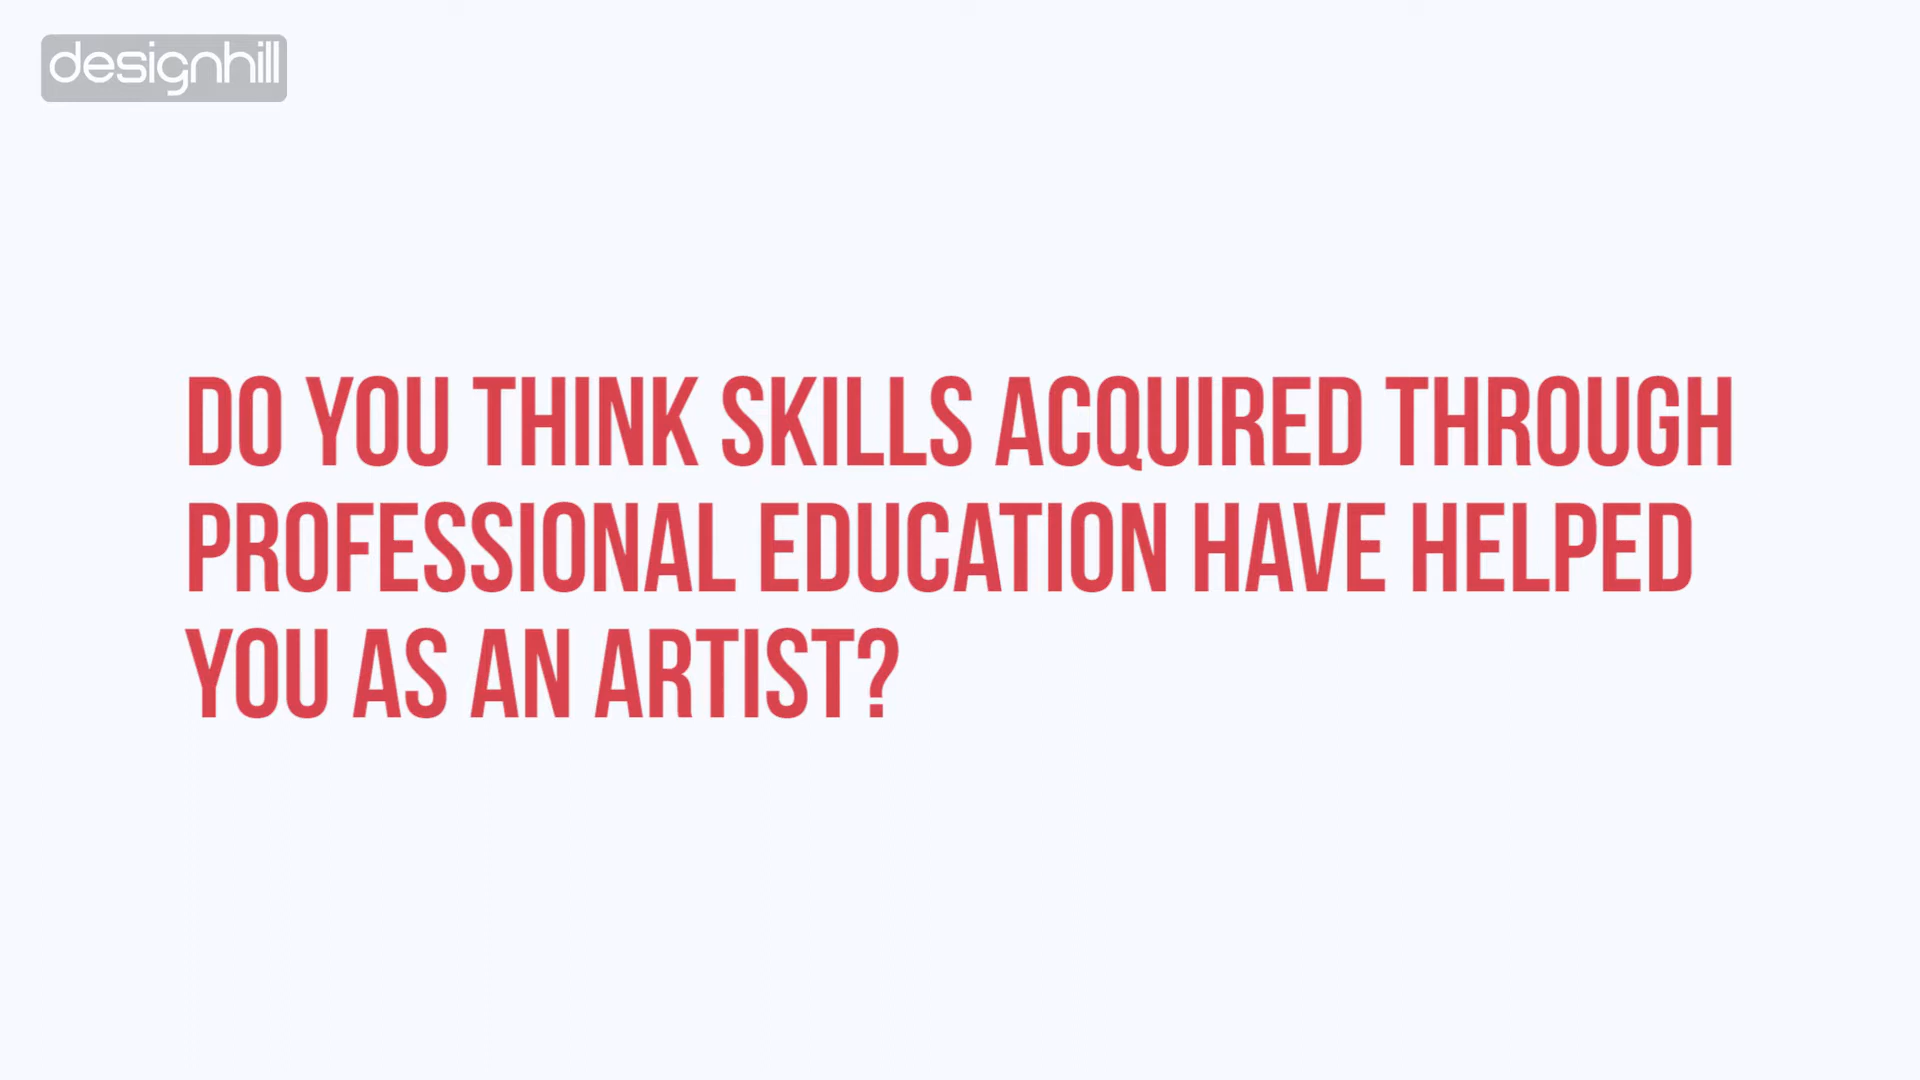 designhill
DO YOU THINK SKILLS ACQUIRED THROUGH
PROFESSIONAL EDUCATION HAVE HELPED
YOU AS AN ARTIST?